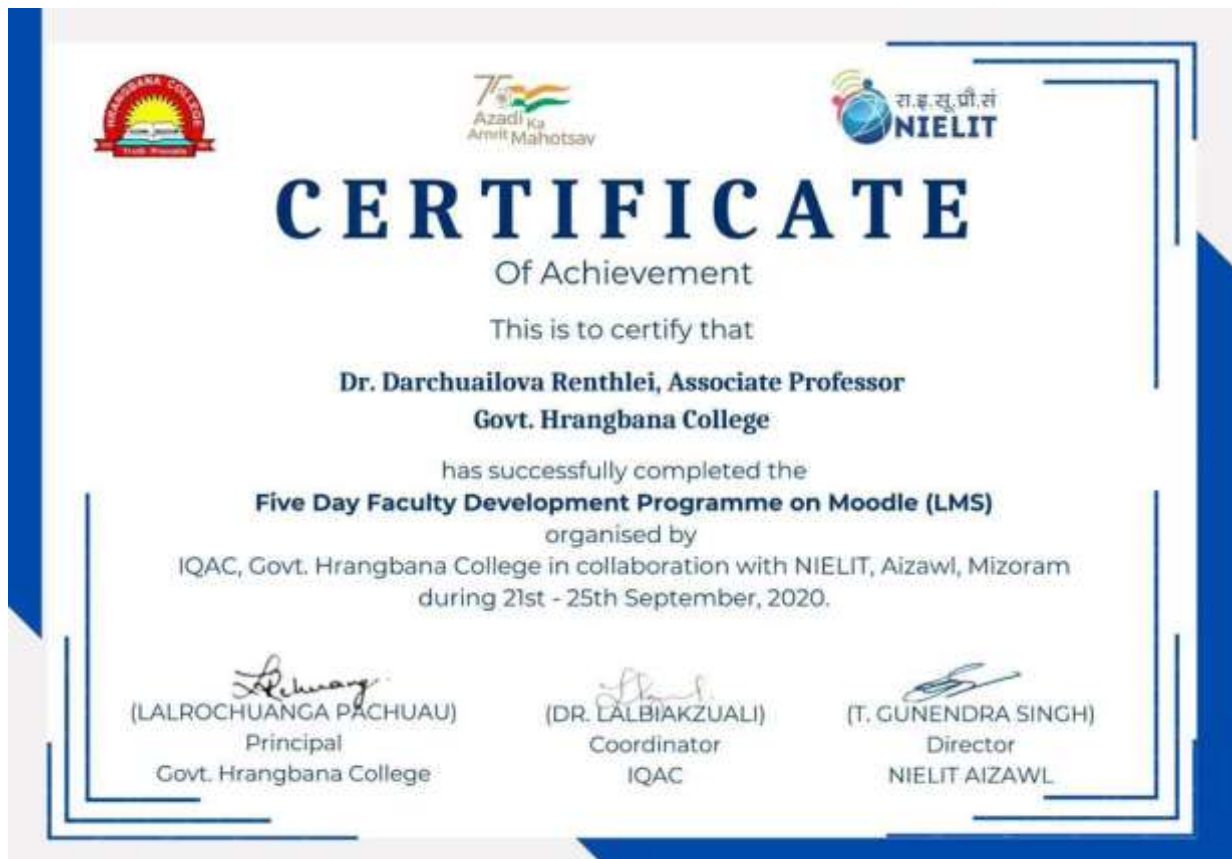 HRANGBANA COLLEGE
75
Azadi Ka
Amrit Mahotsav
रा.इ.सू.प्रौ.सं
NIELIT
CERTIFICATE
Of Achievement
This is to certify that
Dr. Darchuailova Renthlei, Associate Professor
Govt. Hrangbana College
has successfully completed the
Five Day Faculty Development Programme on Moodle (LMS)
organised by
IQAC, Govt. Hrangbana College in collaboration with NIELIT, Aizawl, Mizoram
during 21st - 25th September, 2020.
(LALROCHUANGA PACHUAU)
Principal
Govt. Hrangbana College
(DR. LALBIAKZUALI)
Coordinator
IQAC
(T. GUNENDRA SINGH)
Director
NIELIT AIZAWL